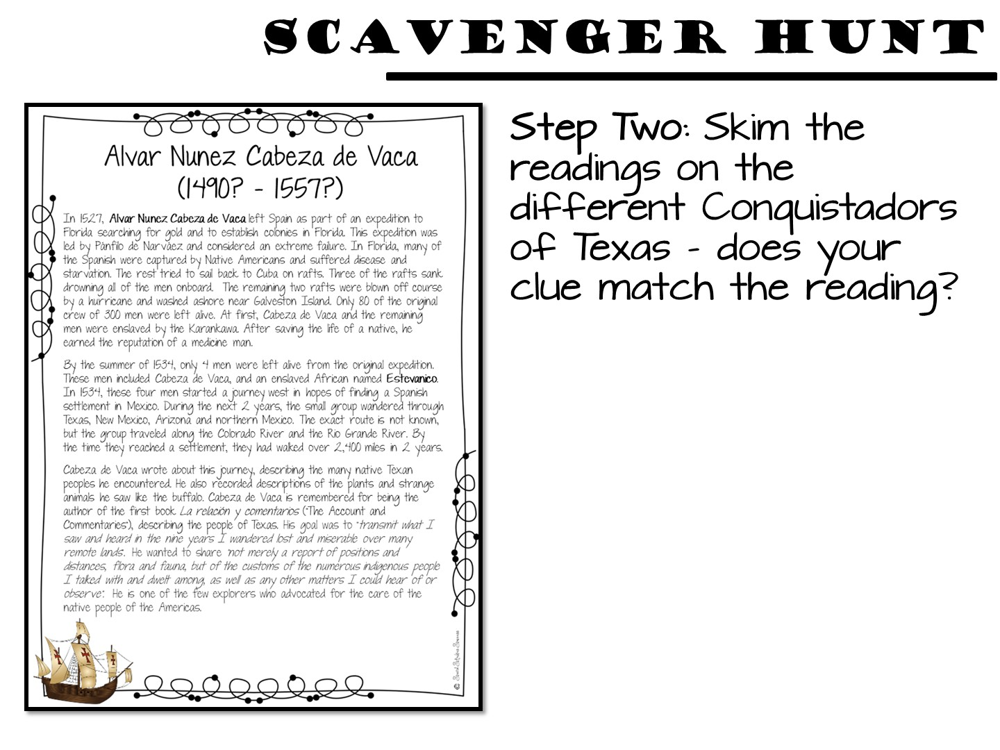 SCAVENGER HUNT
Alvar Nunez Cabeza de Vaca
(1490? - 1557?)
In 1527, Alvar Nunez Cabeza de Vaca left Spain as part of an expedition to
Florida searching for gold and to establish colonies in Florida. This expedition was
led by Pánfilo de Narváez and considered an extreme failure. In Florida, many of
the Spanish were captured by Native Americans and suffered disease and
starvation. The rest tried to sail back to Cuba on rafts. Three of the rafts sank
drowning all of the men onboard. The remaining two rafts were blown off course
by a hurricane and washed ashore near Galveston Island. Only 80 of the original
crew of 300 men were left alive. At first, Cabeza de Vaca and the remaining
men were enslaved by the Karankawa. After saving the life of a native, he
earned the reputation of a medicine man.
By the summer of 1534, only 4 men were left alive from the original expedition.
These men included Cabeza de Vaca, and an enslaved African named Estevanico.
In 1534, these four men started a journey west in hopes of finding a Spanish
settlement in Mexico. During the next 2 years, the small group wandered through
Texas, New Mexico, Arizona and northern Mexico. The exact route is not known,
but the group traveled along the Colorado River and the Rio Grande River. By
the time they reached a settlement, they had walked over 2,400 miles in 2 years.
Cabeza de Vaca wrote about this journey, describing the many native Texan
peoples he encountered. He also recorded descriptions of the plants and strange
animals he saw like the buffalo. Cabeza de Vaca is remembered for being the
author of the first book La relación y comentarios ("The Account and
Commentaries"), describing the people of Texas. His goal was to "transmit what I
saw and heard in the nine years I wandered lost and miserable over many
remote lands". He wanted to share "not merely a report of positions and
distances, flora and fauna, but of the customs of the numerous indigenous people
I talked with and dwelt among, as well as any other matters I could hear of or
observe". He is one of the few explorers who advocated for the care of the
native people of the Americas.
Step Two: Skim the
readings on the
different Conquistadors
of Texas - does your
clue match the reading?